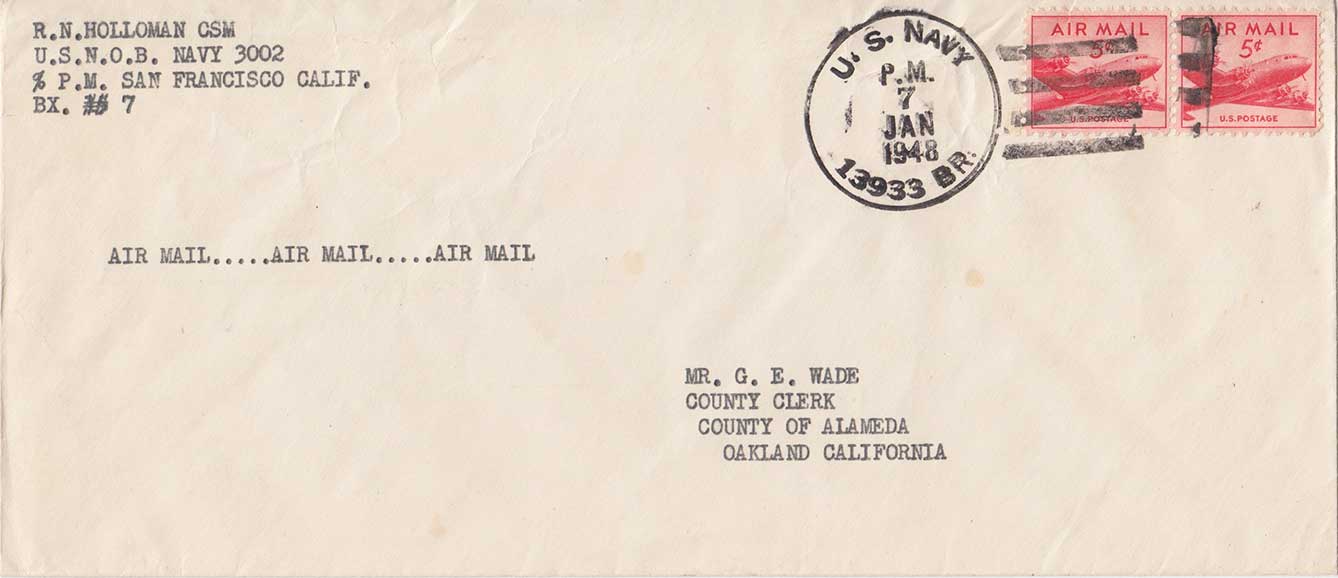 R.N.HOLLOMAN CSM
U.S.N.O.B. NAVY 3002
% P.M. SAN FRANCISCO CALIF.
BX. 7
U. S. NAVY
P.M.
7
JAN
1948
13933 BR.
AIR MAIL
5¢
U.S.POSTAGE
AIR MAIL
5¢
U.S.POSTAGE
AIR MAIL.....AIR MAIL.....AIR MAIL
MR. G. E. WADE
COUNTY CLERK
COUNTY OF ALAMEDA
OAKLAND CALIFORNIA